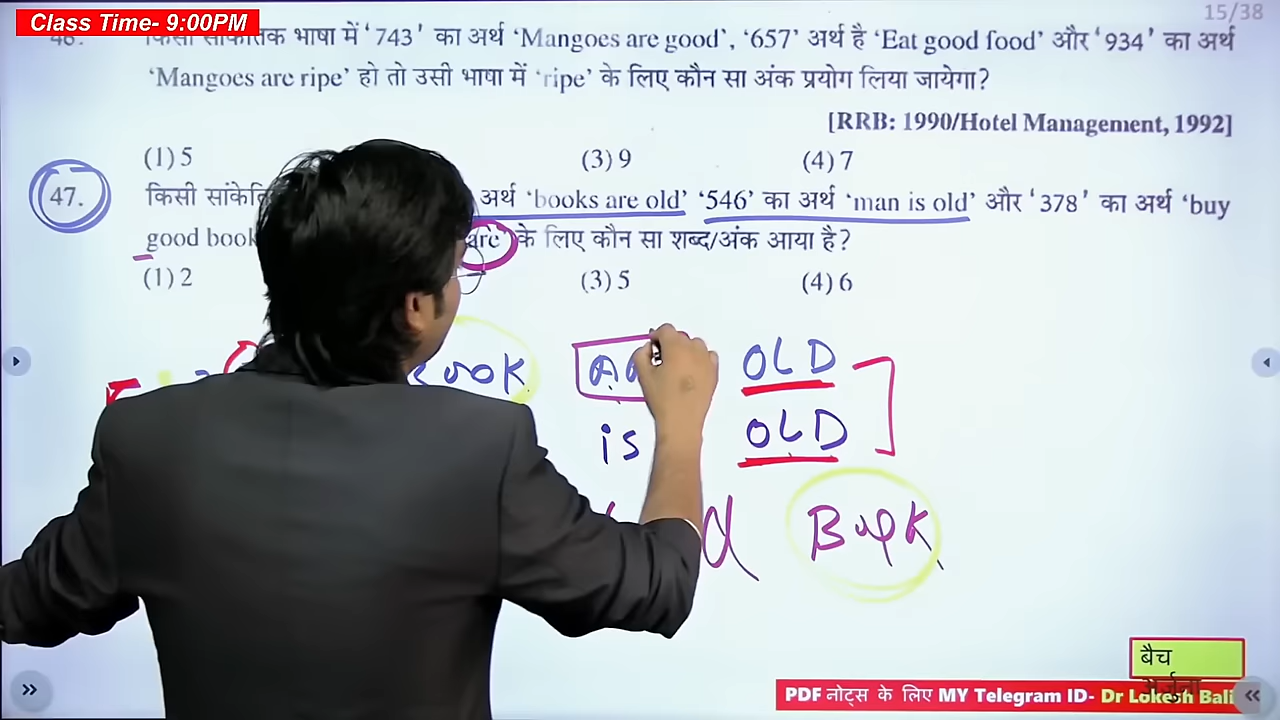 Class Time- 9:00PM
15/38
भाषा में '743' का अर्थ 'Mangoes are good', '657' अर्थ है 'Eat good food' और '934' का अर्थ
'Mangoes are ripe' हो तो उसी भाषा में 'ripe' के लिए कौन सा अंक प्रयोग लिया जायेगा?
[RRB: 1990/Hotel Management, 1992]
(1) 5 (3) 9 (4) 7
47. किसी अर्थ 'books are old' '546' का अर्थ 'man is old' और '378' का अर्थ 'buy
good are' के लिए कौन सा शब्द/अंक आया है?
(1) 2 (3) 5 (4) 6
OLD
is OLD
Book
बैच
PDF नोट्स के लिए MY Telegram ID- Dr Lokesh Bali